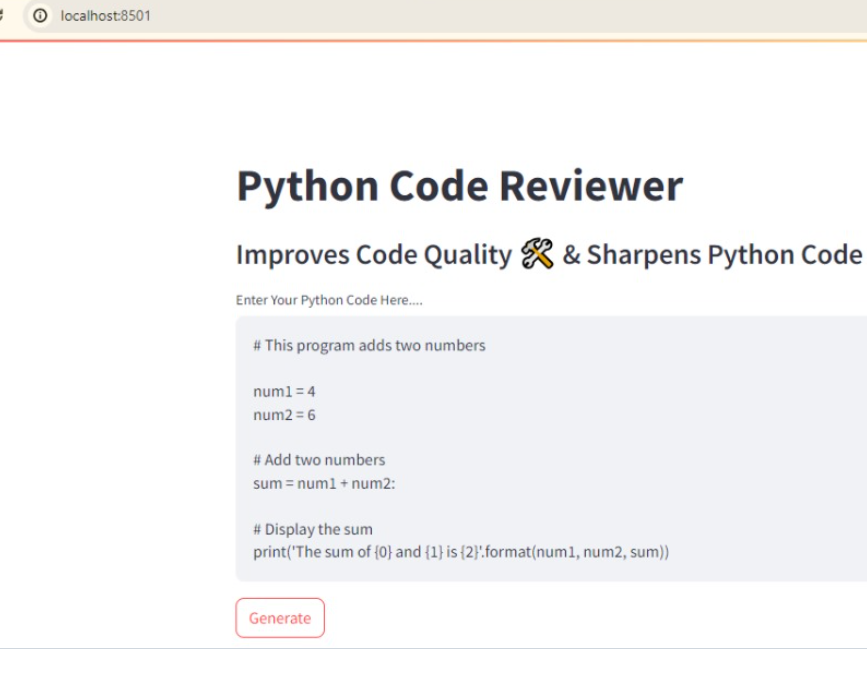 localhost:8501
Python Code Reviewer
Improves Code Quality 🛠 & Sharpens Python Code
Enter Your Python Code Here....
# This program adds two numbers
num1 = 4
num2 = 6
# Add two numbers
sum = num1 + num2:
# Display the sum
print('The sum of {0} and {1} is {2}'.format(num1, num2, sum))
Generate